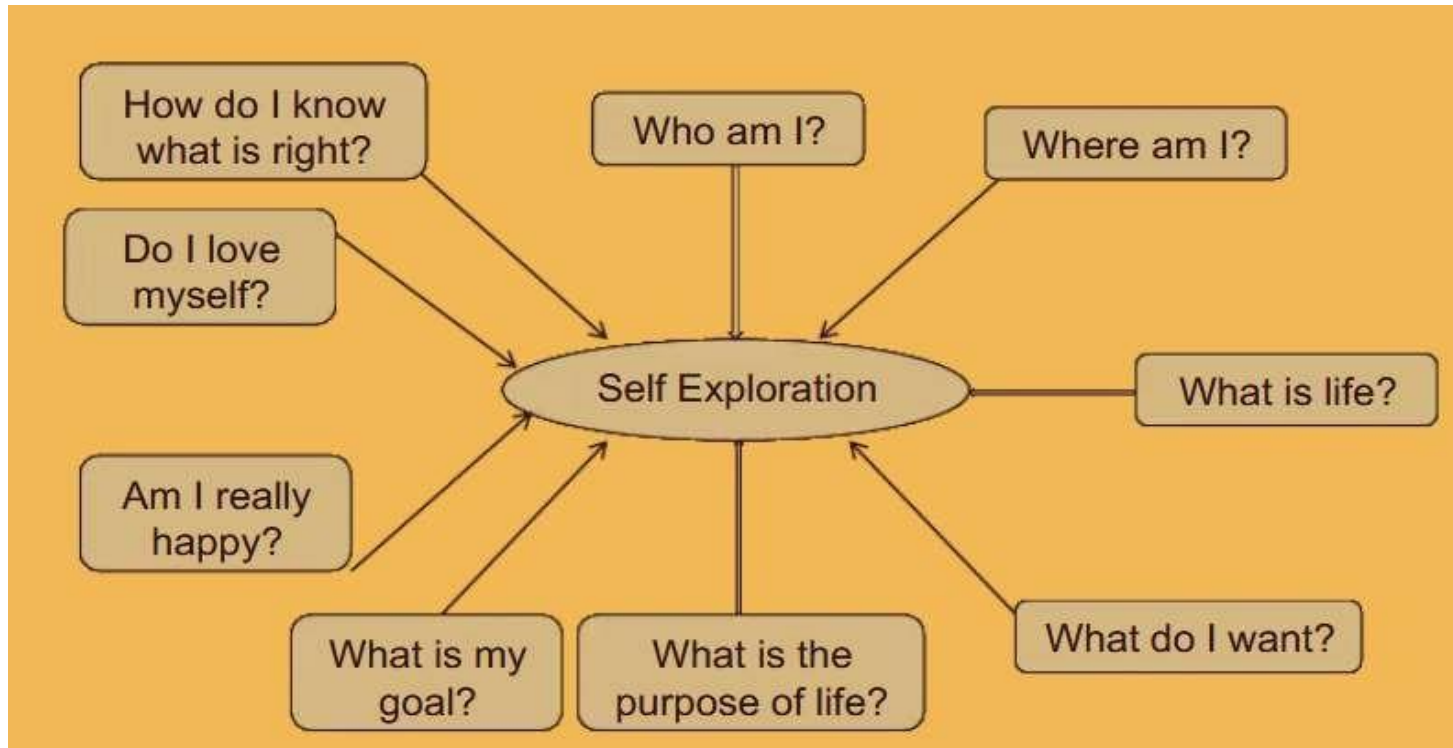 How do I know
what is right?
Who am I?
Where am I?
Do I love
myself?
Self Exploration
What is life?
Am I really
happy?
What is my
goal?
What is the
purpose of life?
What do I want?